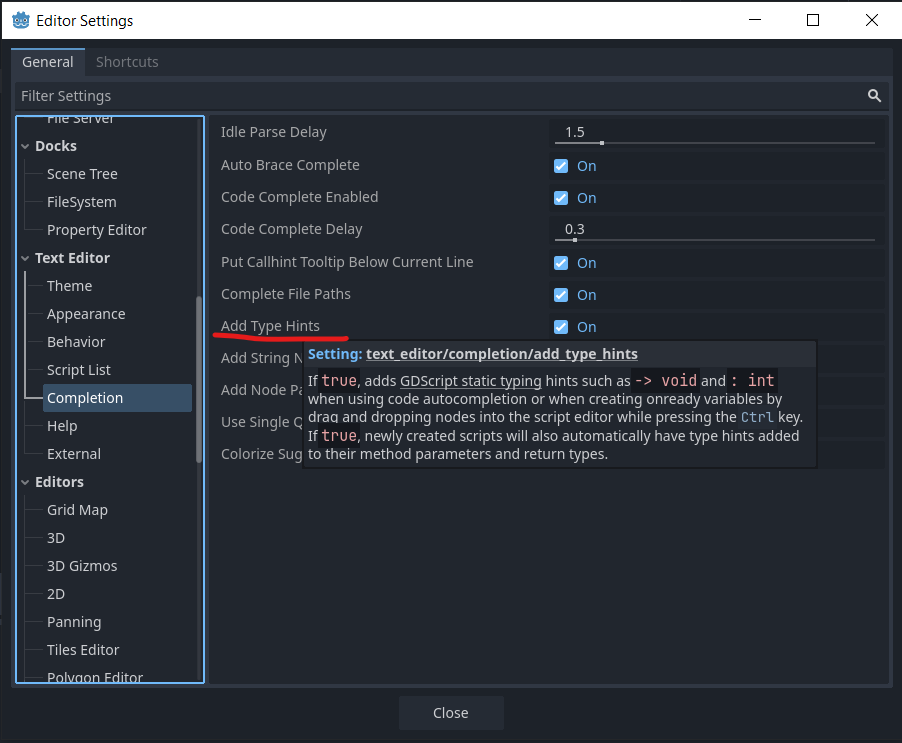 Editor Settings
General Shortcuts
Filter Settings
File Server
Docks
Scene Tree
FileSystem
Property Editor
Text Editor
Theme
Appearance
Behavior
Script List
Completion
Help
External
Editors
Grid Map
3D
3D Gizmos
2D
Panning
Tiles Editor
Polygon Editor
Idle Parse Delay 1.5
Auto Brace Complete On
Code Complete Enabled On
Code Complete Delay 0.3
Put Callhint Tooltip Below Current Line On
Complete File Paths On
Add Type Hints On
Add String N
Add Node Pa
Use Single Q
Colorize Sug
Setting: text_editor/completion/add_type_hints
If true, adds GDScript static typing hints such as -> void and : int
when using code autocompletion or when creating onready variables by
drag and dropping nodes into the script editor while pressing the Ctrl key.
If true, newly created scripts will also automatically have type hints added
to their method parameters and return types.
Close